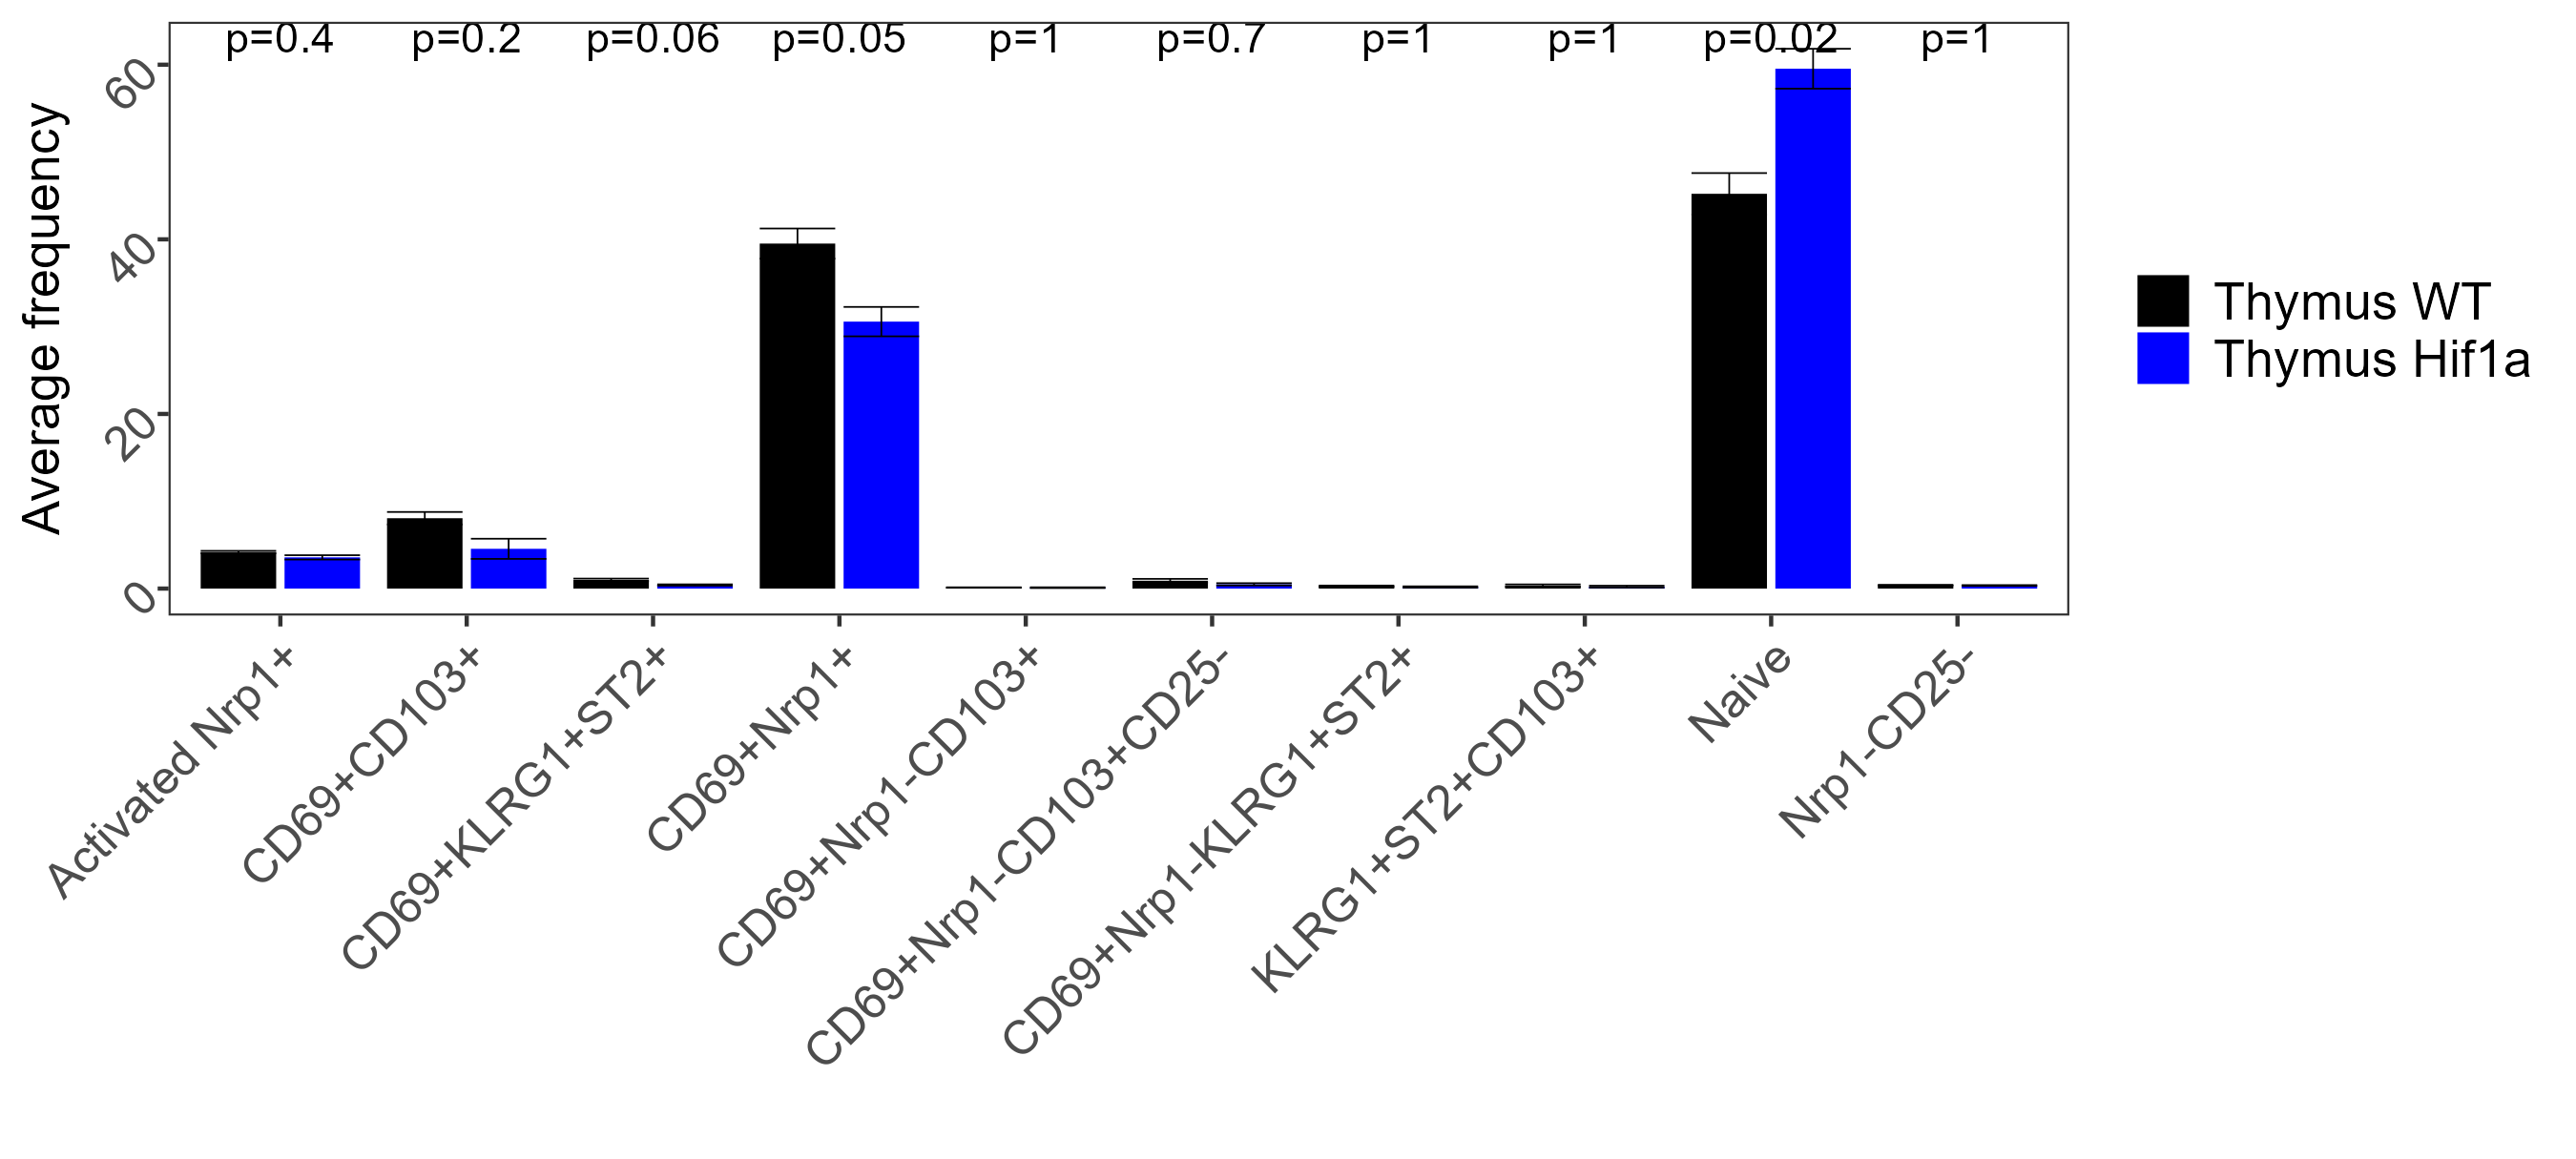 p=0.4 p=0.2 p=0.06 p=0.05 p=1 p=0.7 p=1 p=1 p=0.02 p=1
Average frequency
60
40
20
0
Thymus WT
Thymus Hif1a
Activated Nrp1+
CD69+CD103+
CD69+KLRG1+ST2+
CD69+Nrp1+
CD69+Nrp1-CD103+
CD69+Nrp1-CD103+CD25-
CD69+Nrp1-KLRG1+ST2+
KLRG1+ST2+CD103+
Naive
Nrp1-CD25-